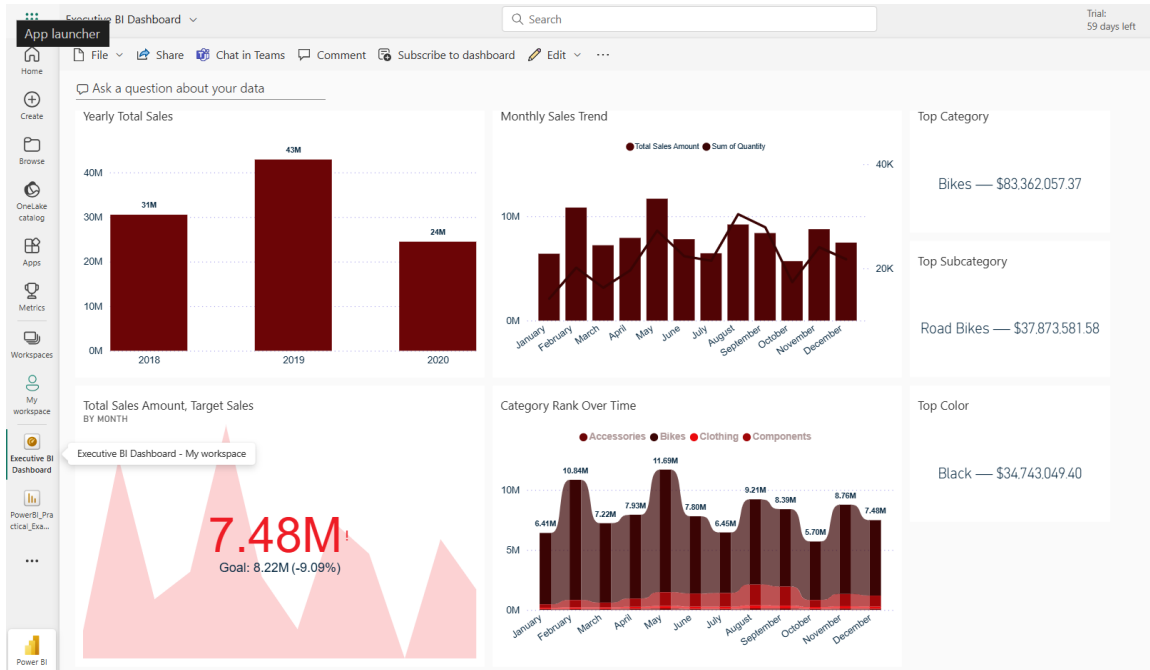 Executive BI Dashboard
Search
Trial:
59 days left
App launcher
File
Share
Chat in Teams
Comment
Subscribe to dashboard
Edit
Home
Create
Browse
OneLake
catalog
Apps
Metrics
Workspaces
My
workspace
Executive BI
Dashboard
PowerBI_Pra
ctical_Exa...
Power BI
Executive BI Dashboard - My workspace
Ask a question about your data
Yearly Total Sales
40M
30M
20M
10M
0M
31M
43M
24M
2018
2019
2020
Monthly Sales Trend
Total Sales Amount
Sum of Quantity
10M
0M
40K
20K
January
February
March
April
May
June
July
August
September
October
November
December
Top Category
Bikes — $83,362,057.37
Top Subcategory
Road Bikes — $37,873,581.58
Total Sales Amount, Target Sales
BY MONTH
7.48M!
Goal: 8.22M (-9.09%)
Category Rank Over Time
Accessories
Bikes
Clothing
Components
10M
5M
0M
6.41M
10.84M
7.22M
7.93M
11.69M
7.80M
6.45M
9.21M
8.39M
5.70M
8.76M
7.48M
January
February
March
April
May
June
July
August
September
October
November
December
Top Color
Black — $34,743,049.40